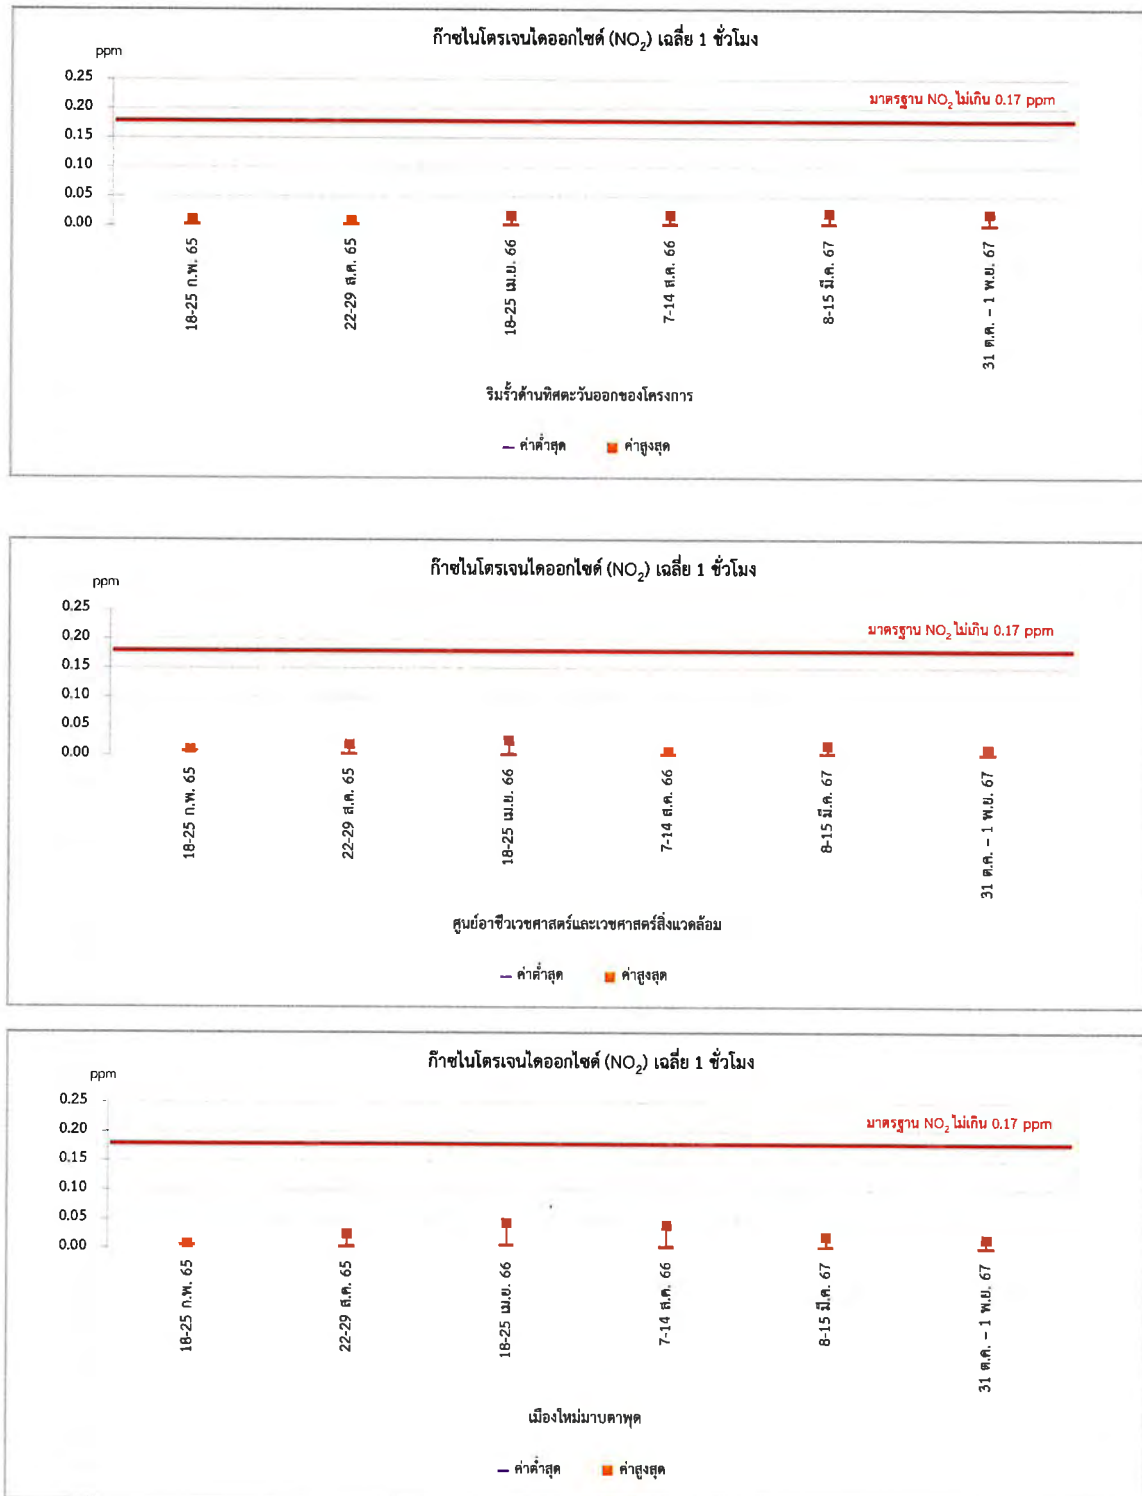 ก๊าซไนโตรเจนไดออกไซด์ (NO2) เฉลี่ย 1 ชั่วโมง
ppm
มาตรฐาน NO2 ไม่เกิน 0.17 ppm
0.25
0.20
0.15
0.10
0.05
0.00
18-25 ก.พ. 65
22-29 ส.ค. 65
18-25 เม.ย. 66
7-14 ส.ค. 66
8-15 มี.ค. 67
31 ต.ค. – 1 พ.ย. 67
ริมรั้วด้านทิศตะวันออกของโครงการ
ค่าต่ำสุด ค่าสูงสุด
ก๊าซไนโตรเจนไดออกไซด์ (NO2) เฉลี่ย 1 ชั่วโมง
ppm
มาตรฐาน NO2 ไม่เกิน 0.17 ppm
0.25
0.20
0.15
0.10
0.05
0.00
18-25 ก.พ. 65
22-29 ส.ค. 65
18-25 เม.ย. 66
7-14 ส.ค. 66
8-15 มี.ค. 67
31 ต.ค. – 1 พ.ย. 67
ศูนย์อาชีวเวชศาสตร์และเวชศาสตร์สิ่งแวดล้อม
ค่าต่ำสุด ค่าสูงสุด
ก๊าซไนโตรเจนไดออกไซด์ (NO2) เฉลี่ย 1 ชั่วโมง
ppm
มาตรฐาน NO2 ไม่เกิน 0.17 ppm
0.25
0.20
0.15
0.10
0.05
0.00
18-25 ก.พ. 65
22-29 ส.ค. 65
18-25 เม.ย. 66
7-14 ส.ค. 66
8-15 มี.ค. 67
31 ต.ค. – 1 พ.ย. 67
เมืองใหม่มาบตาพุด
ค่าต่ำสุด ค่าสูงสุด